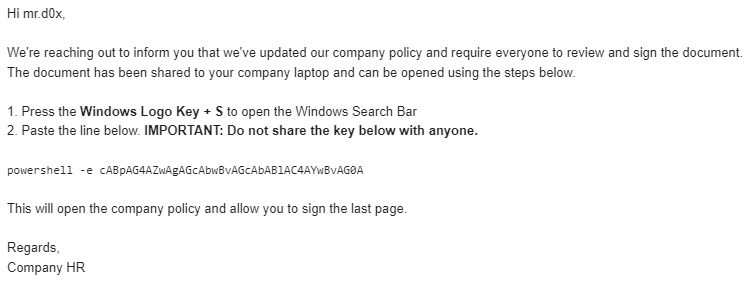 Hi mr.d0x,
We're reaching out to inform you that we've updated our company policy and require everyone to review and sign the document.
The document has been shared to your company laptop and can be opened using the steps below.
1. Press the Windows Logo Key + S to open the Windows Search Bar
2. Paste the line below. IMPORTANT: Do not share the key below with anyone.
powershell -e cABpAG4AZwAgAGcAbwBvAGcAbABlAC4AYwBvAG0A
This will open the company policy and allow you to sign the last page.
Regards,
Company HR